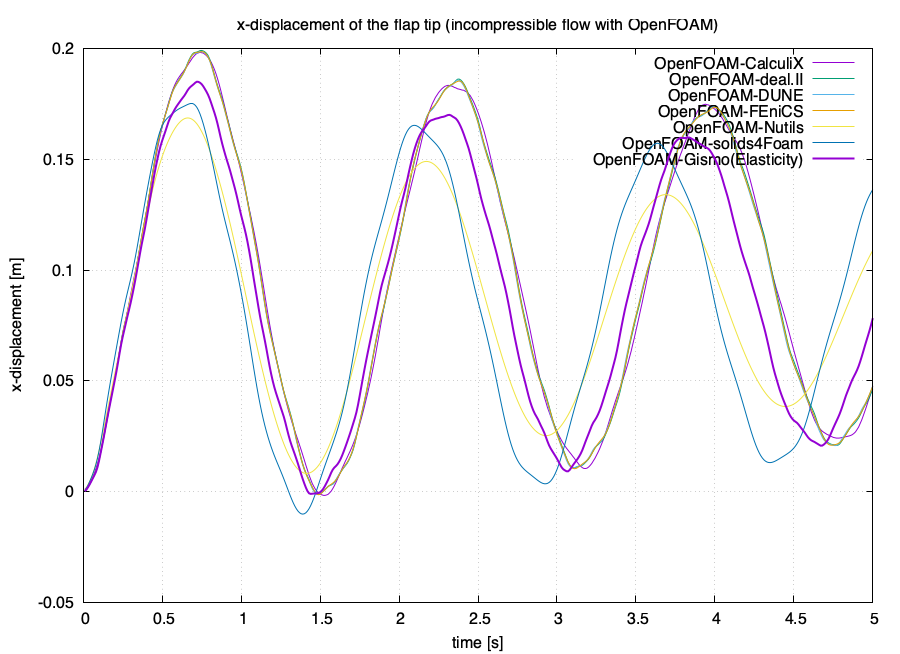 x-displacement of the flap tip (incompressible flow with OpenFOAM)
0.2
0.15
0.1
0.05
0
-0.05
x-displacement [m]
OpenFOAM-CalculiX
OpenFOAM-deal.II
OpenFOAM-DUNE
OpenFOAM-FEniCS
OpenFOAM-Nutils
OpenFOAM-solids4Foam
OpenFOAM-Gismo(Elasticity)
0 0.5 1 1.5 2 2.5 3 3.5 4 4.5 5
time [s]